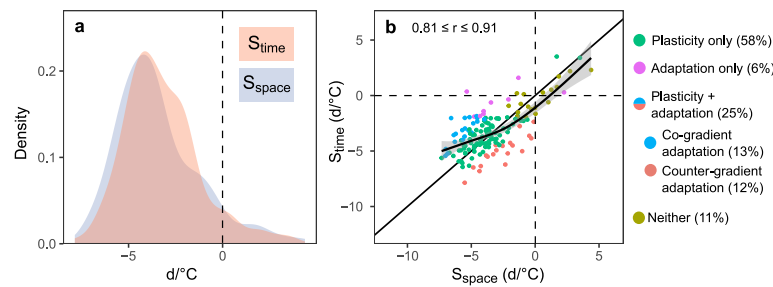 a
S_time
S_space
Density
0.2
0.1
0.0
−5
0
d/°C
b
0.81 ≤ r ≤ 0.91
S_time (d/°C)
5
0
−5
−10
−10
−5
0
5
S_space (d/°C)
Plasticity only (58%)
Adaptation only (6%)
Plasticity +
adaptation (25%)
Co-gradient
adaptation (13%)
Counter-gradient
adaptation (12%)
Neither (11%)